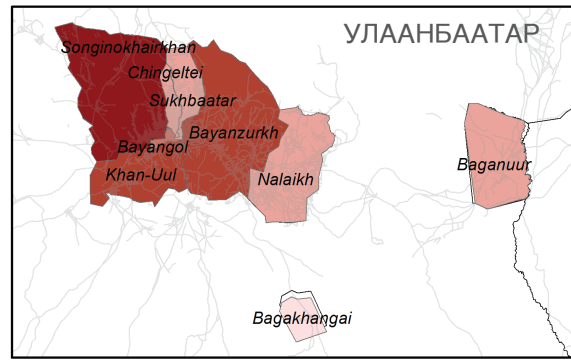 УЛААНБААТАР
Songinokhairkhan
Chingeltei
Sukhbaatar
Bayanzurkh
Bayangol
Khan-Uul
Nalaikh
Baganuur
Bagakhangai